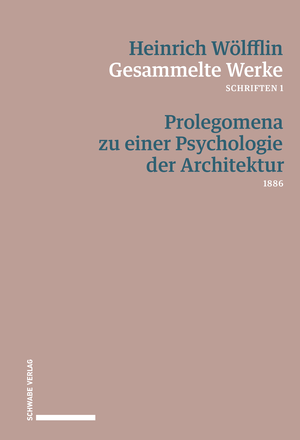 Heinrich Wölfflin
Gesammelte Werke
SCHRIFTEN 1
Prolegomena
zu einer Psychologie
der Architektur
1886
SCHWABE VERLAG